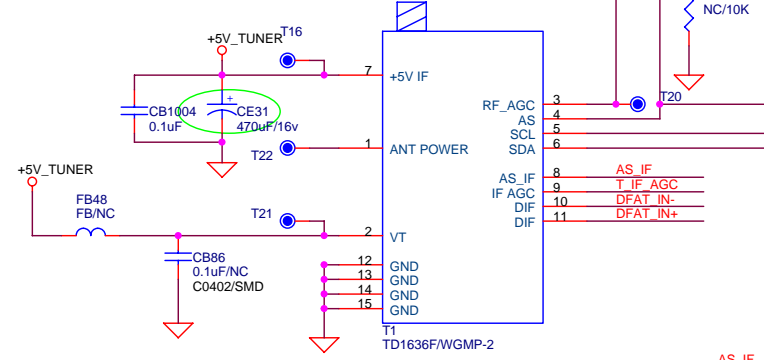 NC/10K
+5V_TUNER
T16
7
+5V IF
CB1004
0.1uF
+
CE31
470uF/16v
T22
1
ANT POWER
RF_AGC
3
T20
AS
4
SCL
5
SDA
6
+5V_TUNER
AS_IF
8
AS_IF
IF AGC
9
T_IF_AGC
DIF
10
DFAT_IN-
DIF
11
DFAT_IN+
FB48
FB/NC
T21
2
VT
CB86
0.1uF/NC
C0402/SMD
12
GND
13
GND
14
GND
15
GND
T1
TD1636F/WGMP-2
AS_IF